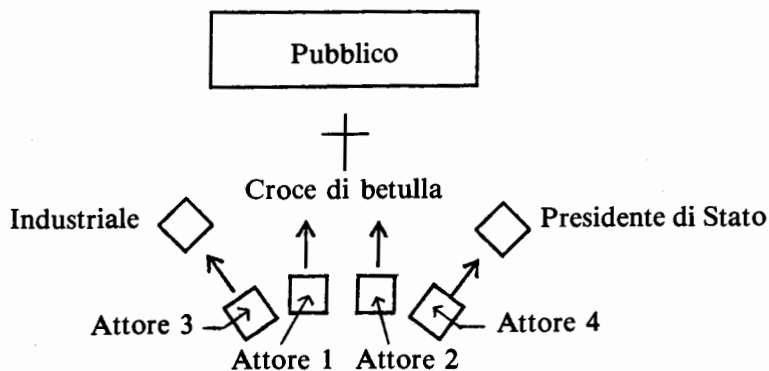 Pubblico
Croce di betulla
Industriale
Presidente di Stato
Attore 3
Attore 4
Attore 1
Attore 2